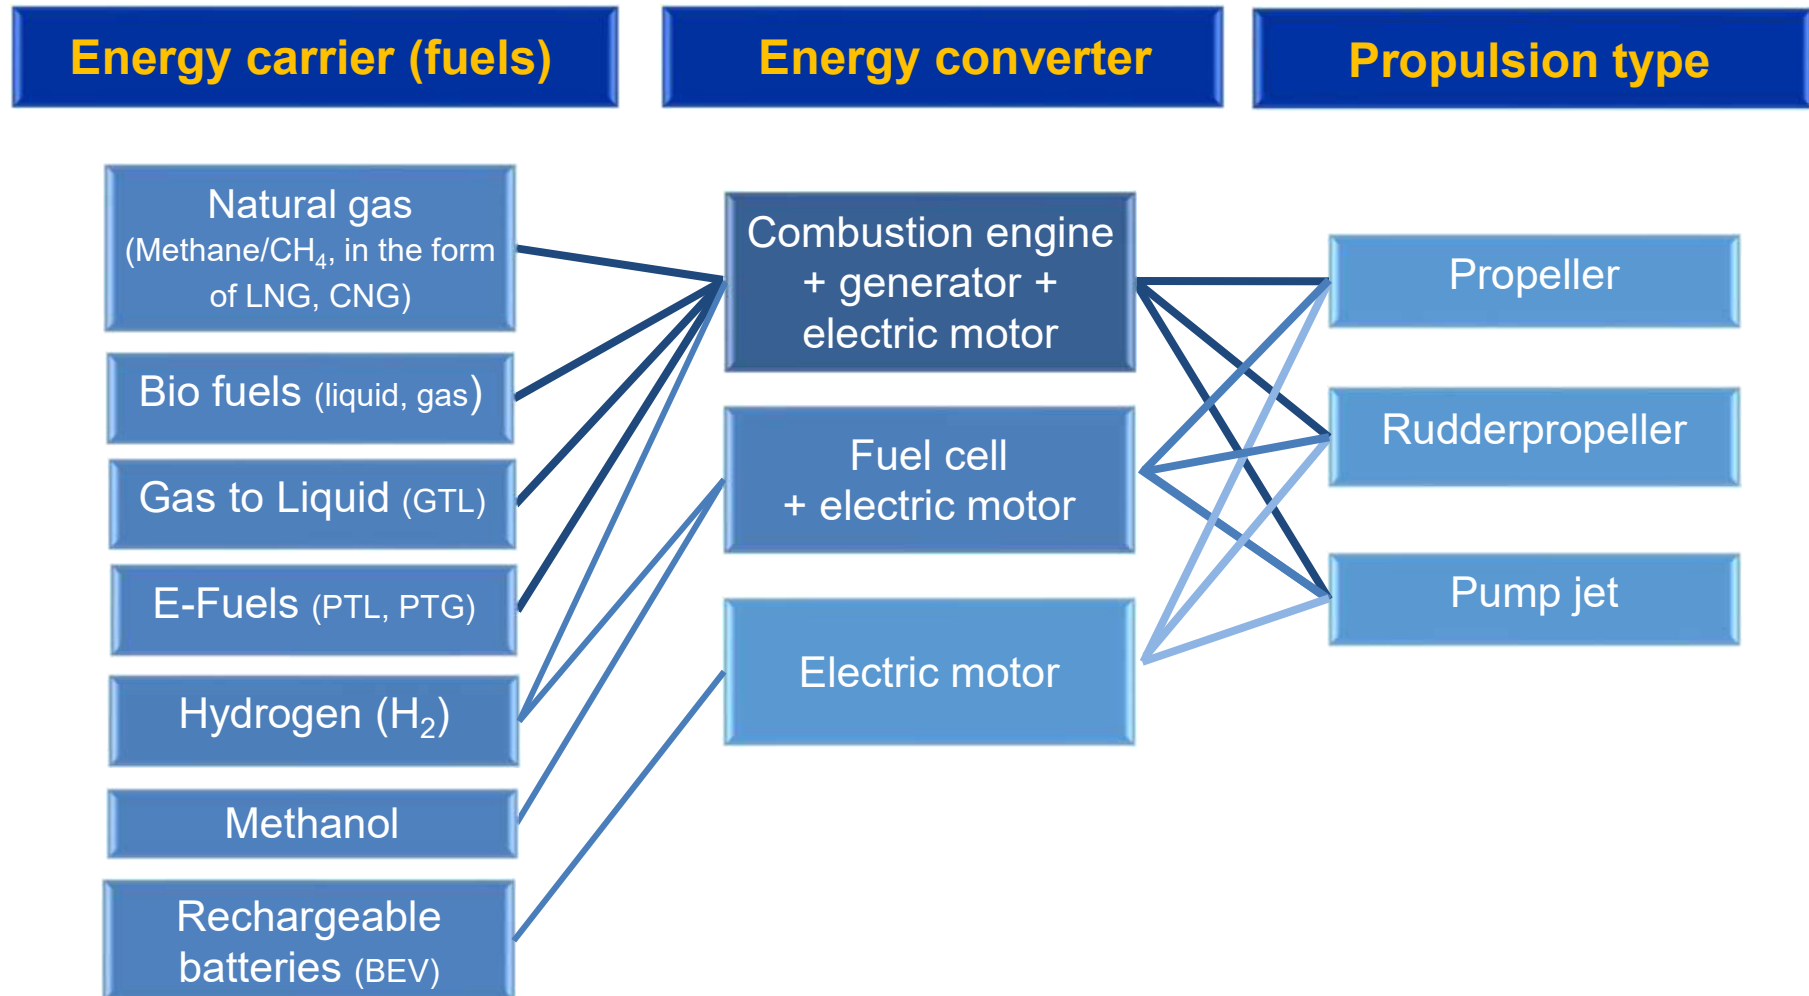 Energy carrier (fuels)
Energy converter
Propulsion type
Natural gas
(Methane/CH₄, in the form
of LNG, CNG)
Bio fuels (liquid, gas)
Gas to Liquid (GTL)
E-Fuels (PTL, PTG)
Hydrogen (H₂)
Methanol
Rechargeable
batteries (BEV)
Combustion engine
+ generator +
electric motor
Fuel cell
+ electric motor
Electric motor
Propeller
Rudderpropeller
Pump jet